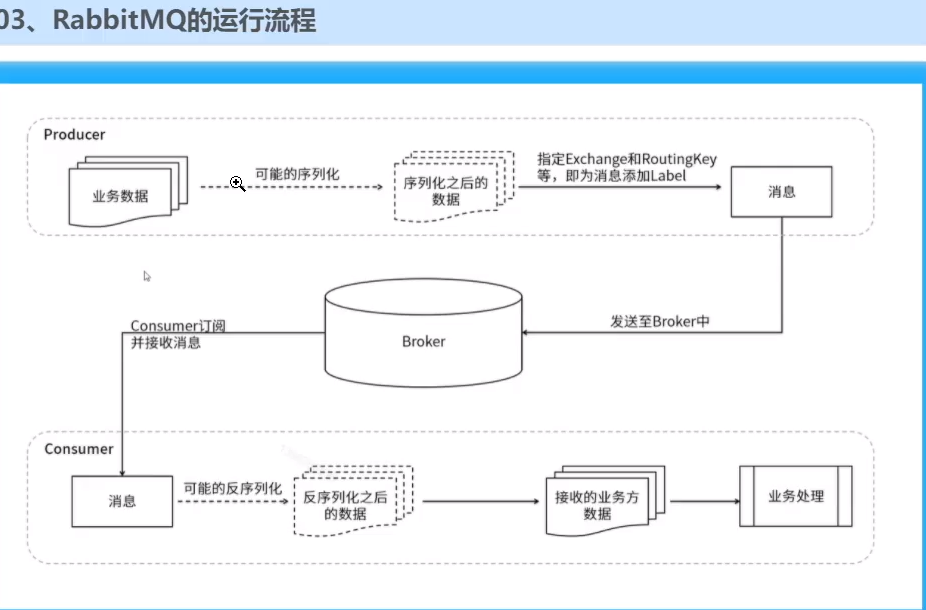 03、RabbitMQ的运行流程
Producer
业务数据
可能的序列化
序列化之后的
数据
指定Exchange和RoutingKey
等，即为消息添加Label
消息
Consumer订阅
并接收消息
Broker
发送至Broker中
Consumer
消息
可能的反序列化
反序列化之后
的数据
接收的业务方
数据
业务处理